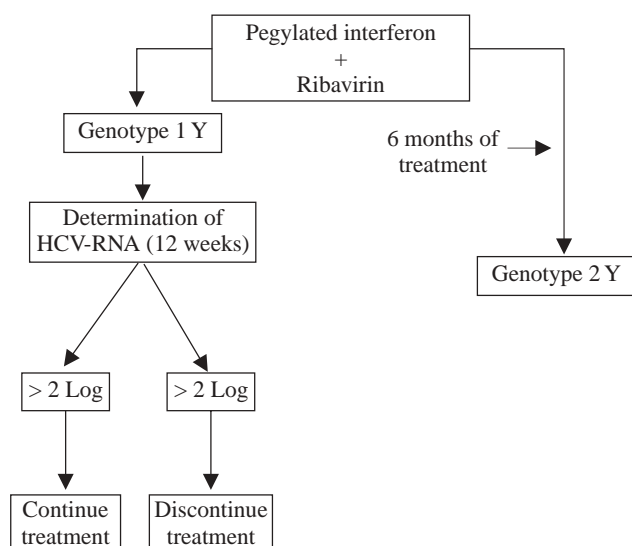 Pegylated interferon
+
Ribavirin
Genotype 1 Y
6 months of
treatment
Determination of
HCV-RNA (12 weeks)
Genotype 2 Y
> 2 Log
> 2 Log
Continue
treatment
Discontinue
treatment